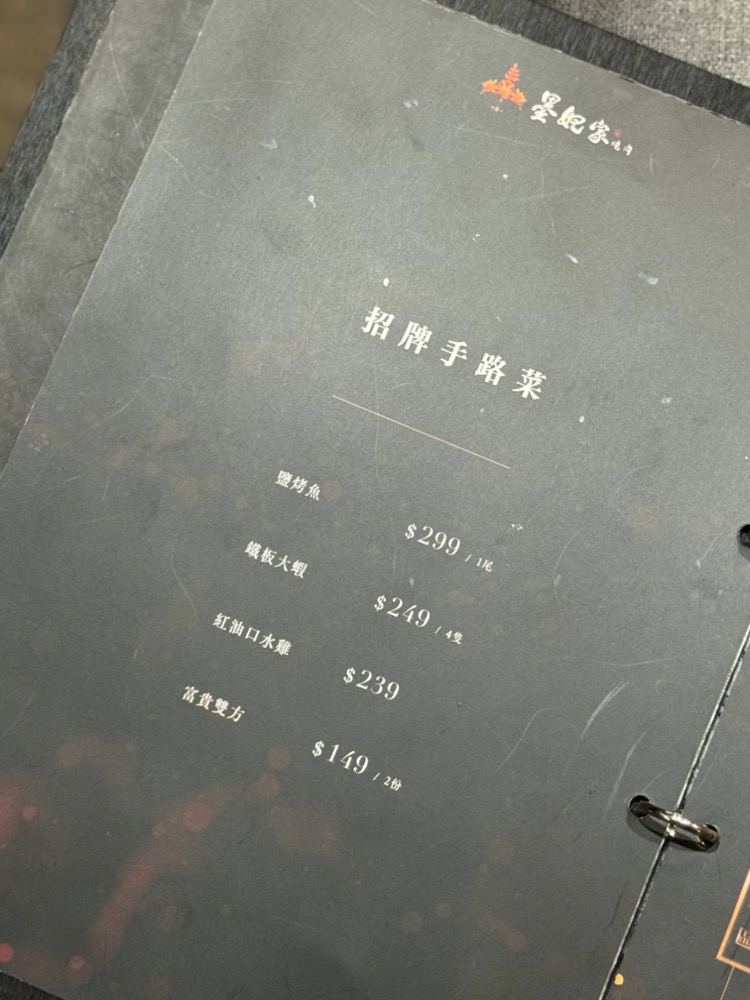 墨妮家
招牌手路菜
鹽烤魚
$299 / 1尾
鐵板大蝦
$249 / 4隻
紅油口水雞
$239
富貴雙方
$149 / 2份